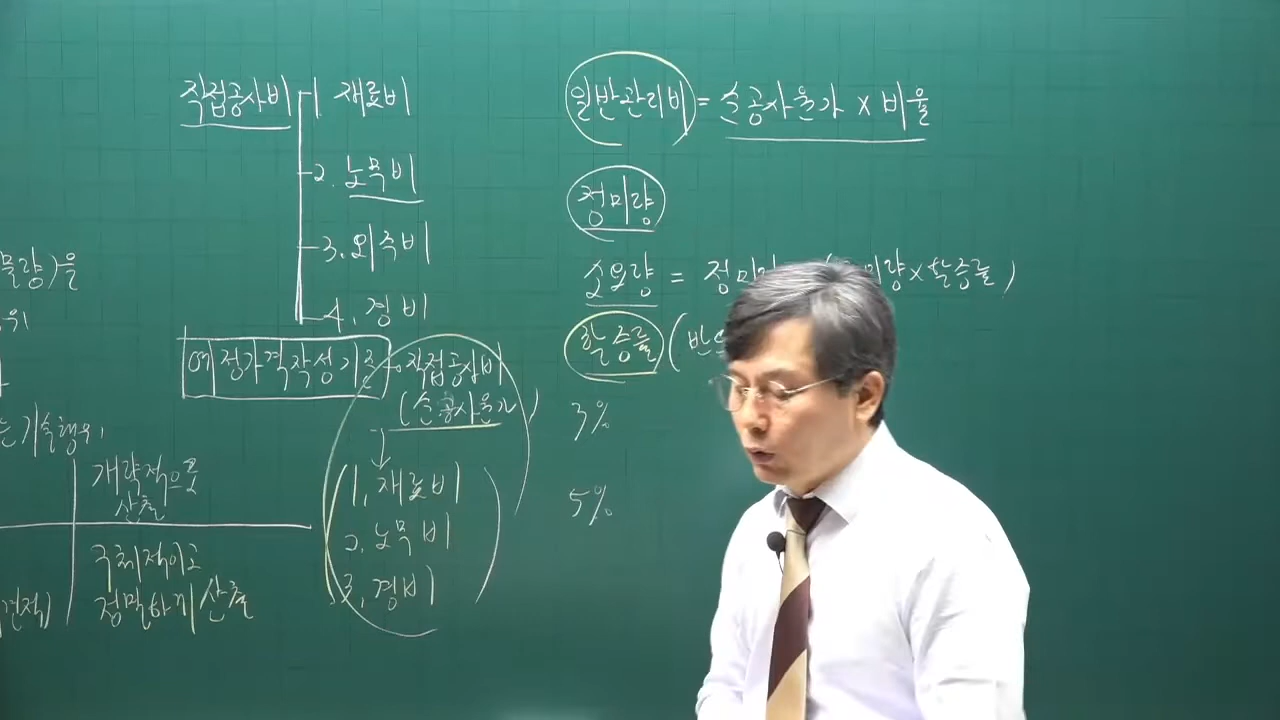 직접공사비
1 재료비
2. 노무비
3. 외주비
4. 경비
물량)을
개략적으로
산출
구체적이고
정밀하게 산출
면적)
예정가격작성기준
직접공사비
(순공사원가)
1. 재료비
2. 노무비
3. 경비
일반관리비 = 순공사원가 x 비율
정미량
소요량 = 정미 미량 x 할증률)
할증률 (
3%
5%